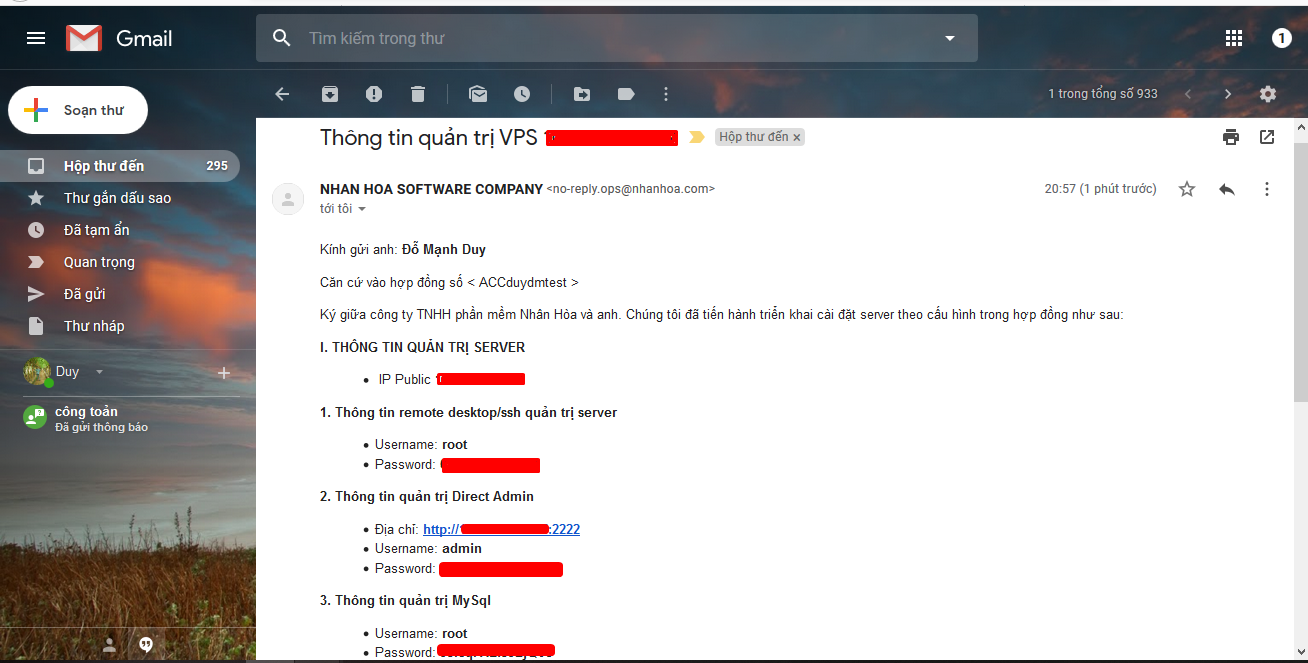 Gmail
Tìm kiếm trong thư
1
Soạn thư
1 trong tổng số 933
Hộp thư đến 295
Thư gắn dấu sao
Đã tạm ẩn
Quan trọng
Đã gửi
Thư nháp
Duy
công toàn
Đã gửi thông báo
Thông tin quản trị VPS
Hộp thư đến ×
NHAN HOA SOFTWARE COMPANY <no-reply.ops@nhanhoa.com>
20:57 (1 phút trước)
tới tôi
Kính gửi anh: Đỗ Mạnh Duy
Căn cứ vào hợp đồng số < ACCduydmtest >
Ký giữa công ty TNHH phần mềm Nhân Hòa và anh. Chúng tôi đã tiến hành triển khai cài đặt server theo cấu hình trong hợp đồng như sau:
I. THÔNG TIN QUẢN TRỊ SERVER
• IP Public
1. Thông tin remote desktop/ssh quản trị server
• Username: root
• Password:
2. Thông tin quản trị Direct Admin
• Địa chỉ: http:// :2222
• Username: admin
• Password:
3. Thông tin quản trị MySql
• Username: root
• Password: